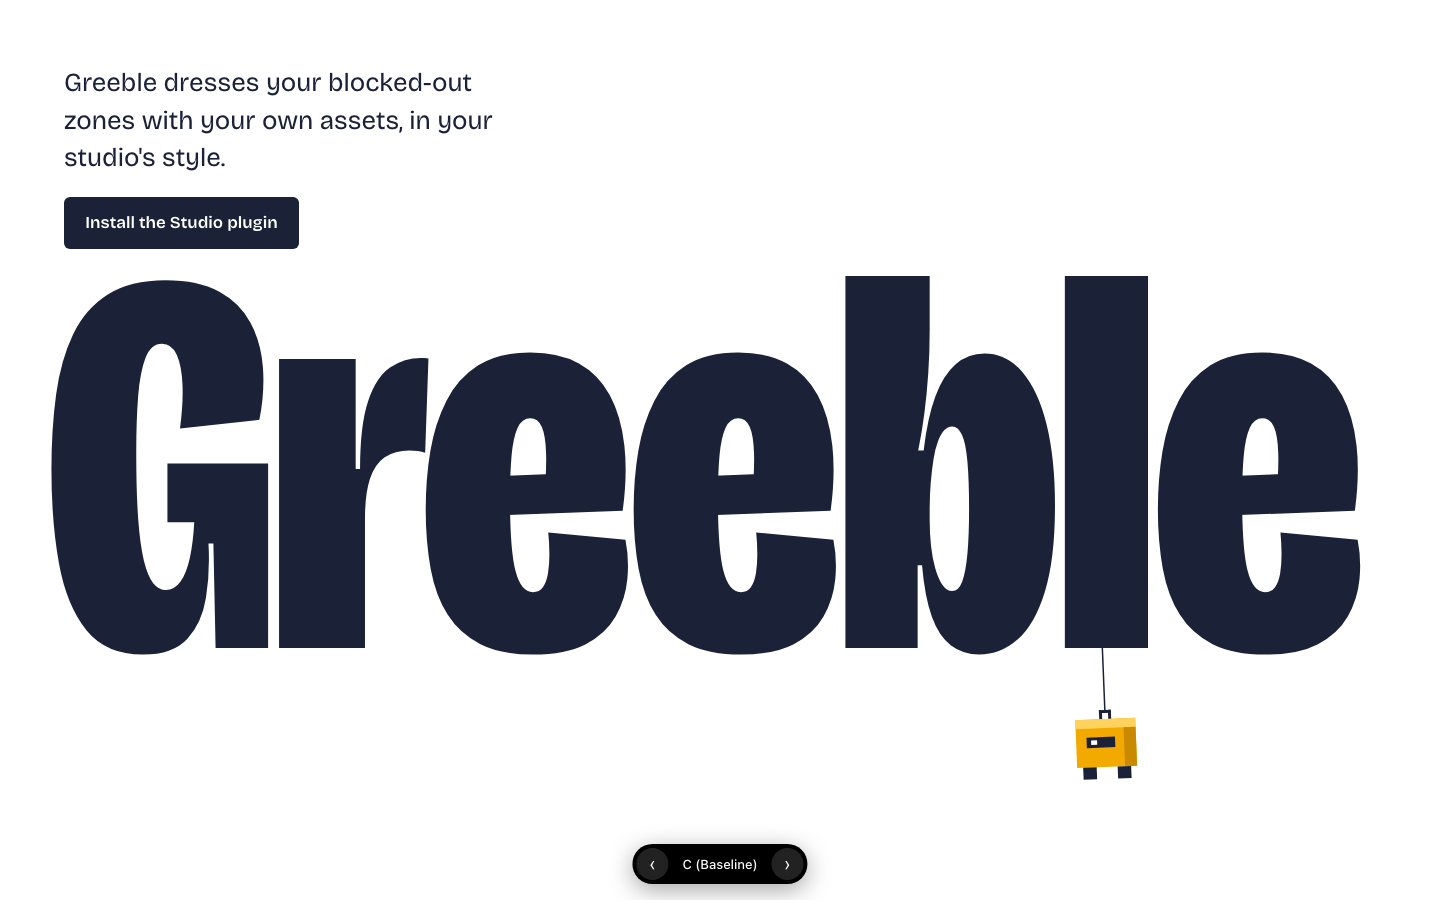 Greeble dresses your blocked-out
zones with your own assets, in your
studio's style.
Install the Studio plugin
Greeble
‹ C (Baseline) ›